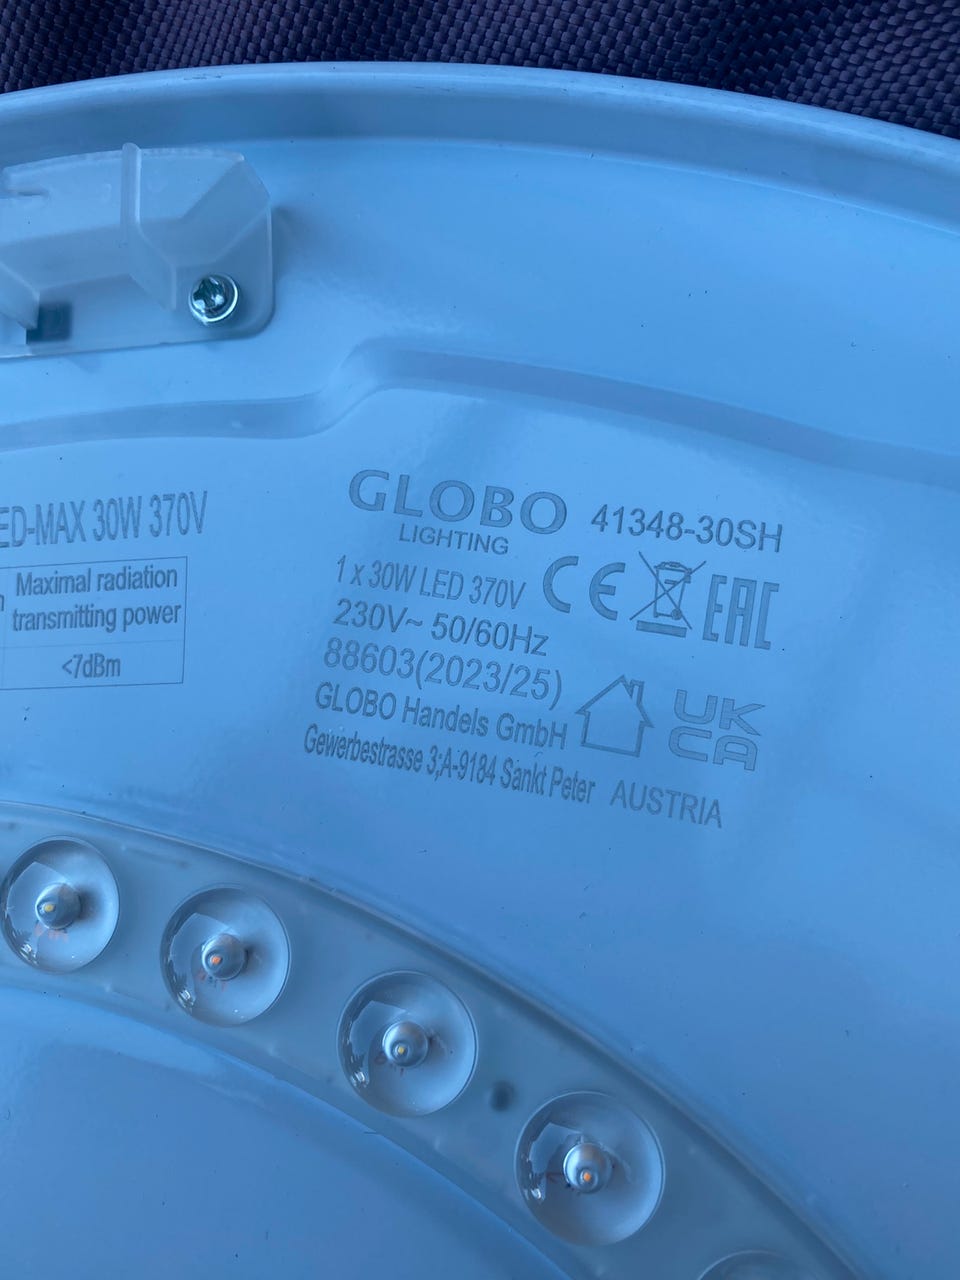 ED-MAX 30W 370V
Maximal radiation
transmitting power
<7dBm
GLOBO
LIGHTING
41348-30SH
1 x 30W LED 370V
CE
EAC
230V~ 50/60Hz
88603(2023/25)
GLOBO Handels GmbH
UK
CA
Gewerbestrasse 3;A-9184 Sankt Peter AUSTRIA